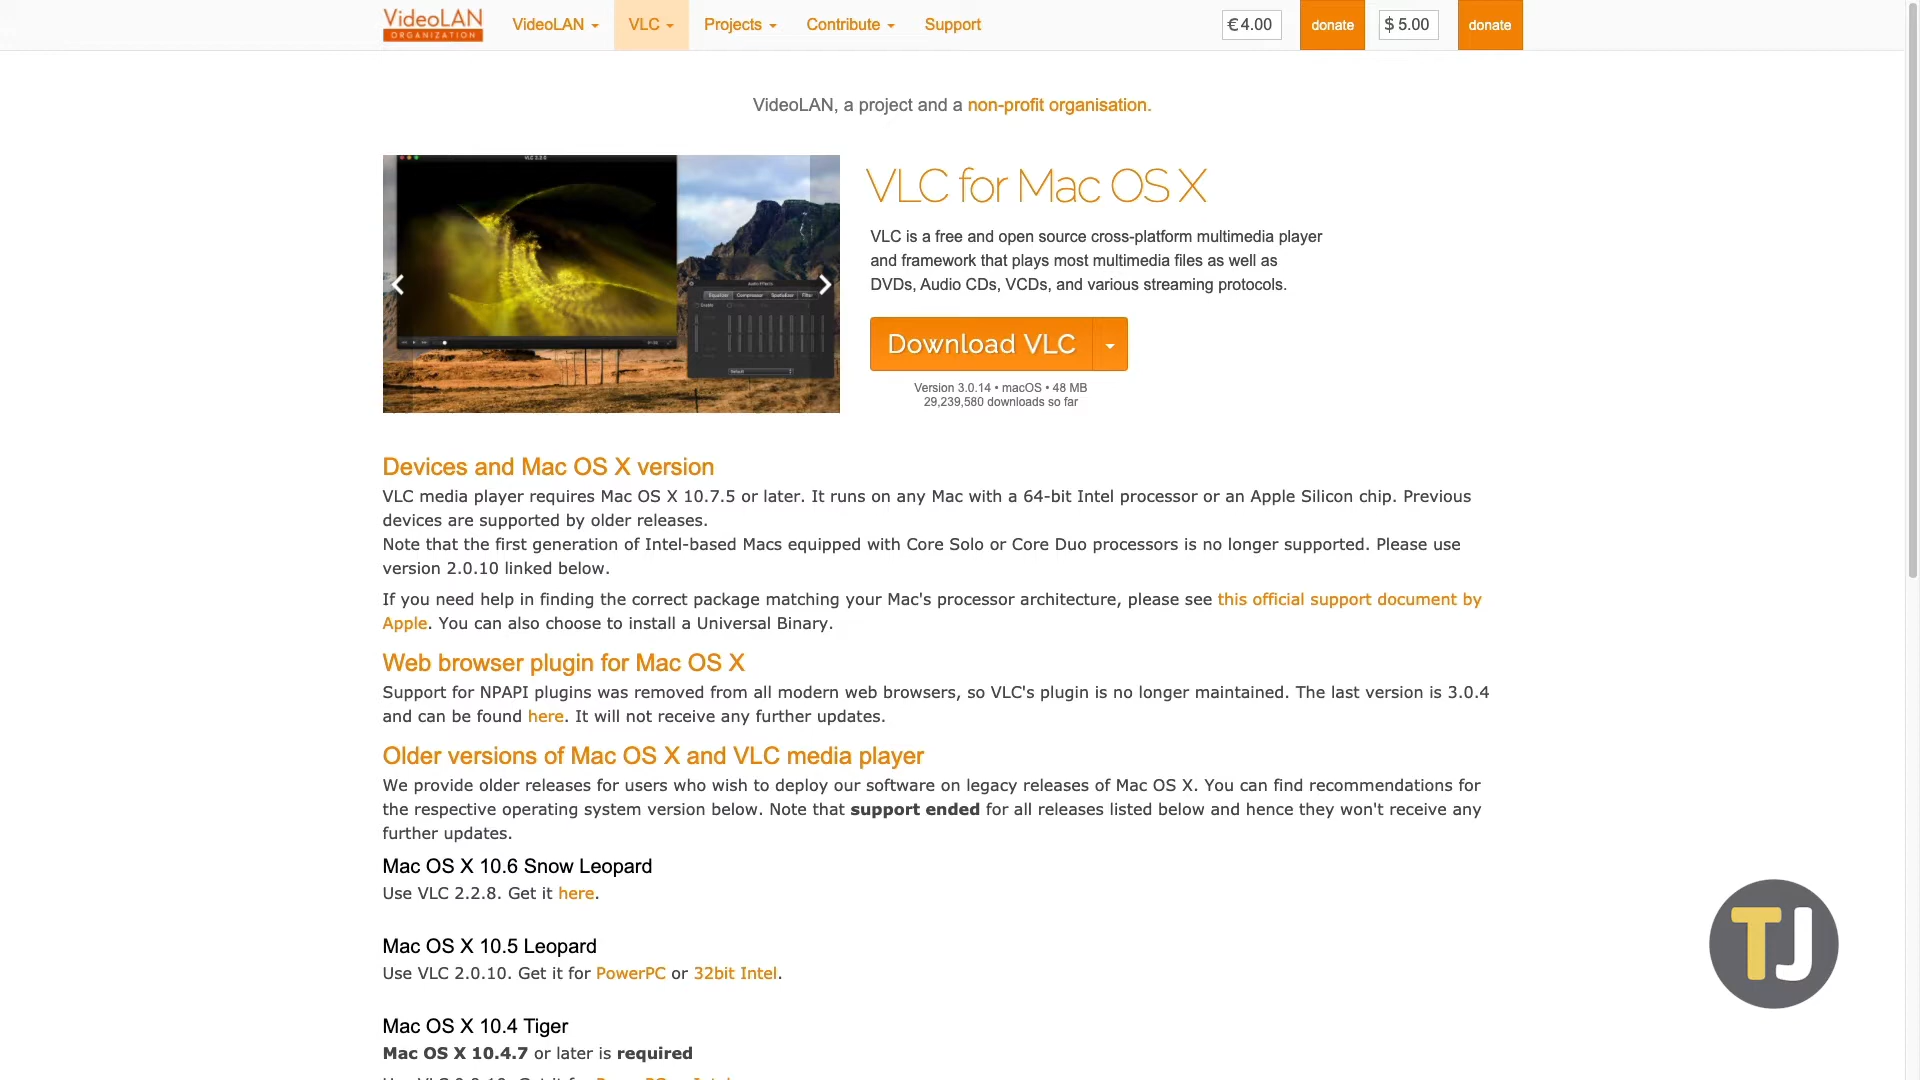 VideoLAN
ORGANIZATION
VideoLAN VLC Projects Contribute Support
€ 4.00 donate $ 5.00 donate
VideoLAN, a project and a non-profit organisation.
VLC for Mac OS X
VLC is a free and open source cross-platform multimedia player
and framework that plays most multimedia files as well as
DVDs, Audio CDs, VCDs, and various streaming protocols.
Audio Effects
Equalizer Compressor Spatializer Filter
Enable
Default
Download VLC
Version 3.0.14 • macOS • 48 MB
29,239,580 downloads so far
Devices and Mac OS X version
VLC media player requires Mac OS X 10.7.5 or later. It runs on any Mac with a 64-bit Intel processor or an Apple Silicon chip. Previous
devices are supported by older releases.
Note that the first generation of Intel-based Macs equipped with Core Solo or Core Duo processors is no longer supported. Please use
version 2.0.10 linked below.
If you need help in finding the correct package matching your Mac's processor architecture, please see this official support document by
Apple. You can also choose to install a Universal Binary.
Web browser plugin for Mac OS X
Support for NPAPI plugins was removed from all modern web browsers, so VLC's plugin is no longer maintained. The last version is 3.0.4
and can be found here. It will not receive any further updates.
Older versions of Mac OS X and VLC media player
We provide older releases for users who wish to deploy our software on legacy releases of Mac OS X. You can find recommendations for
the respective operating system version below. Note that support ended for all releases listed below and hence they won't receive any
further updates.
Mac OS X 10.6 Snow Leopard
Use VLC 2.2.8. Get it here.
Mac OS X 10.5 Leopard
Use VLC 2.0.10. Get it for PowerPC or 32bit Intel.
Mac OS X 10.4 Tiger
Mac OS X 10.4.7 or later is required
TJ